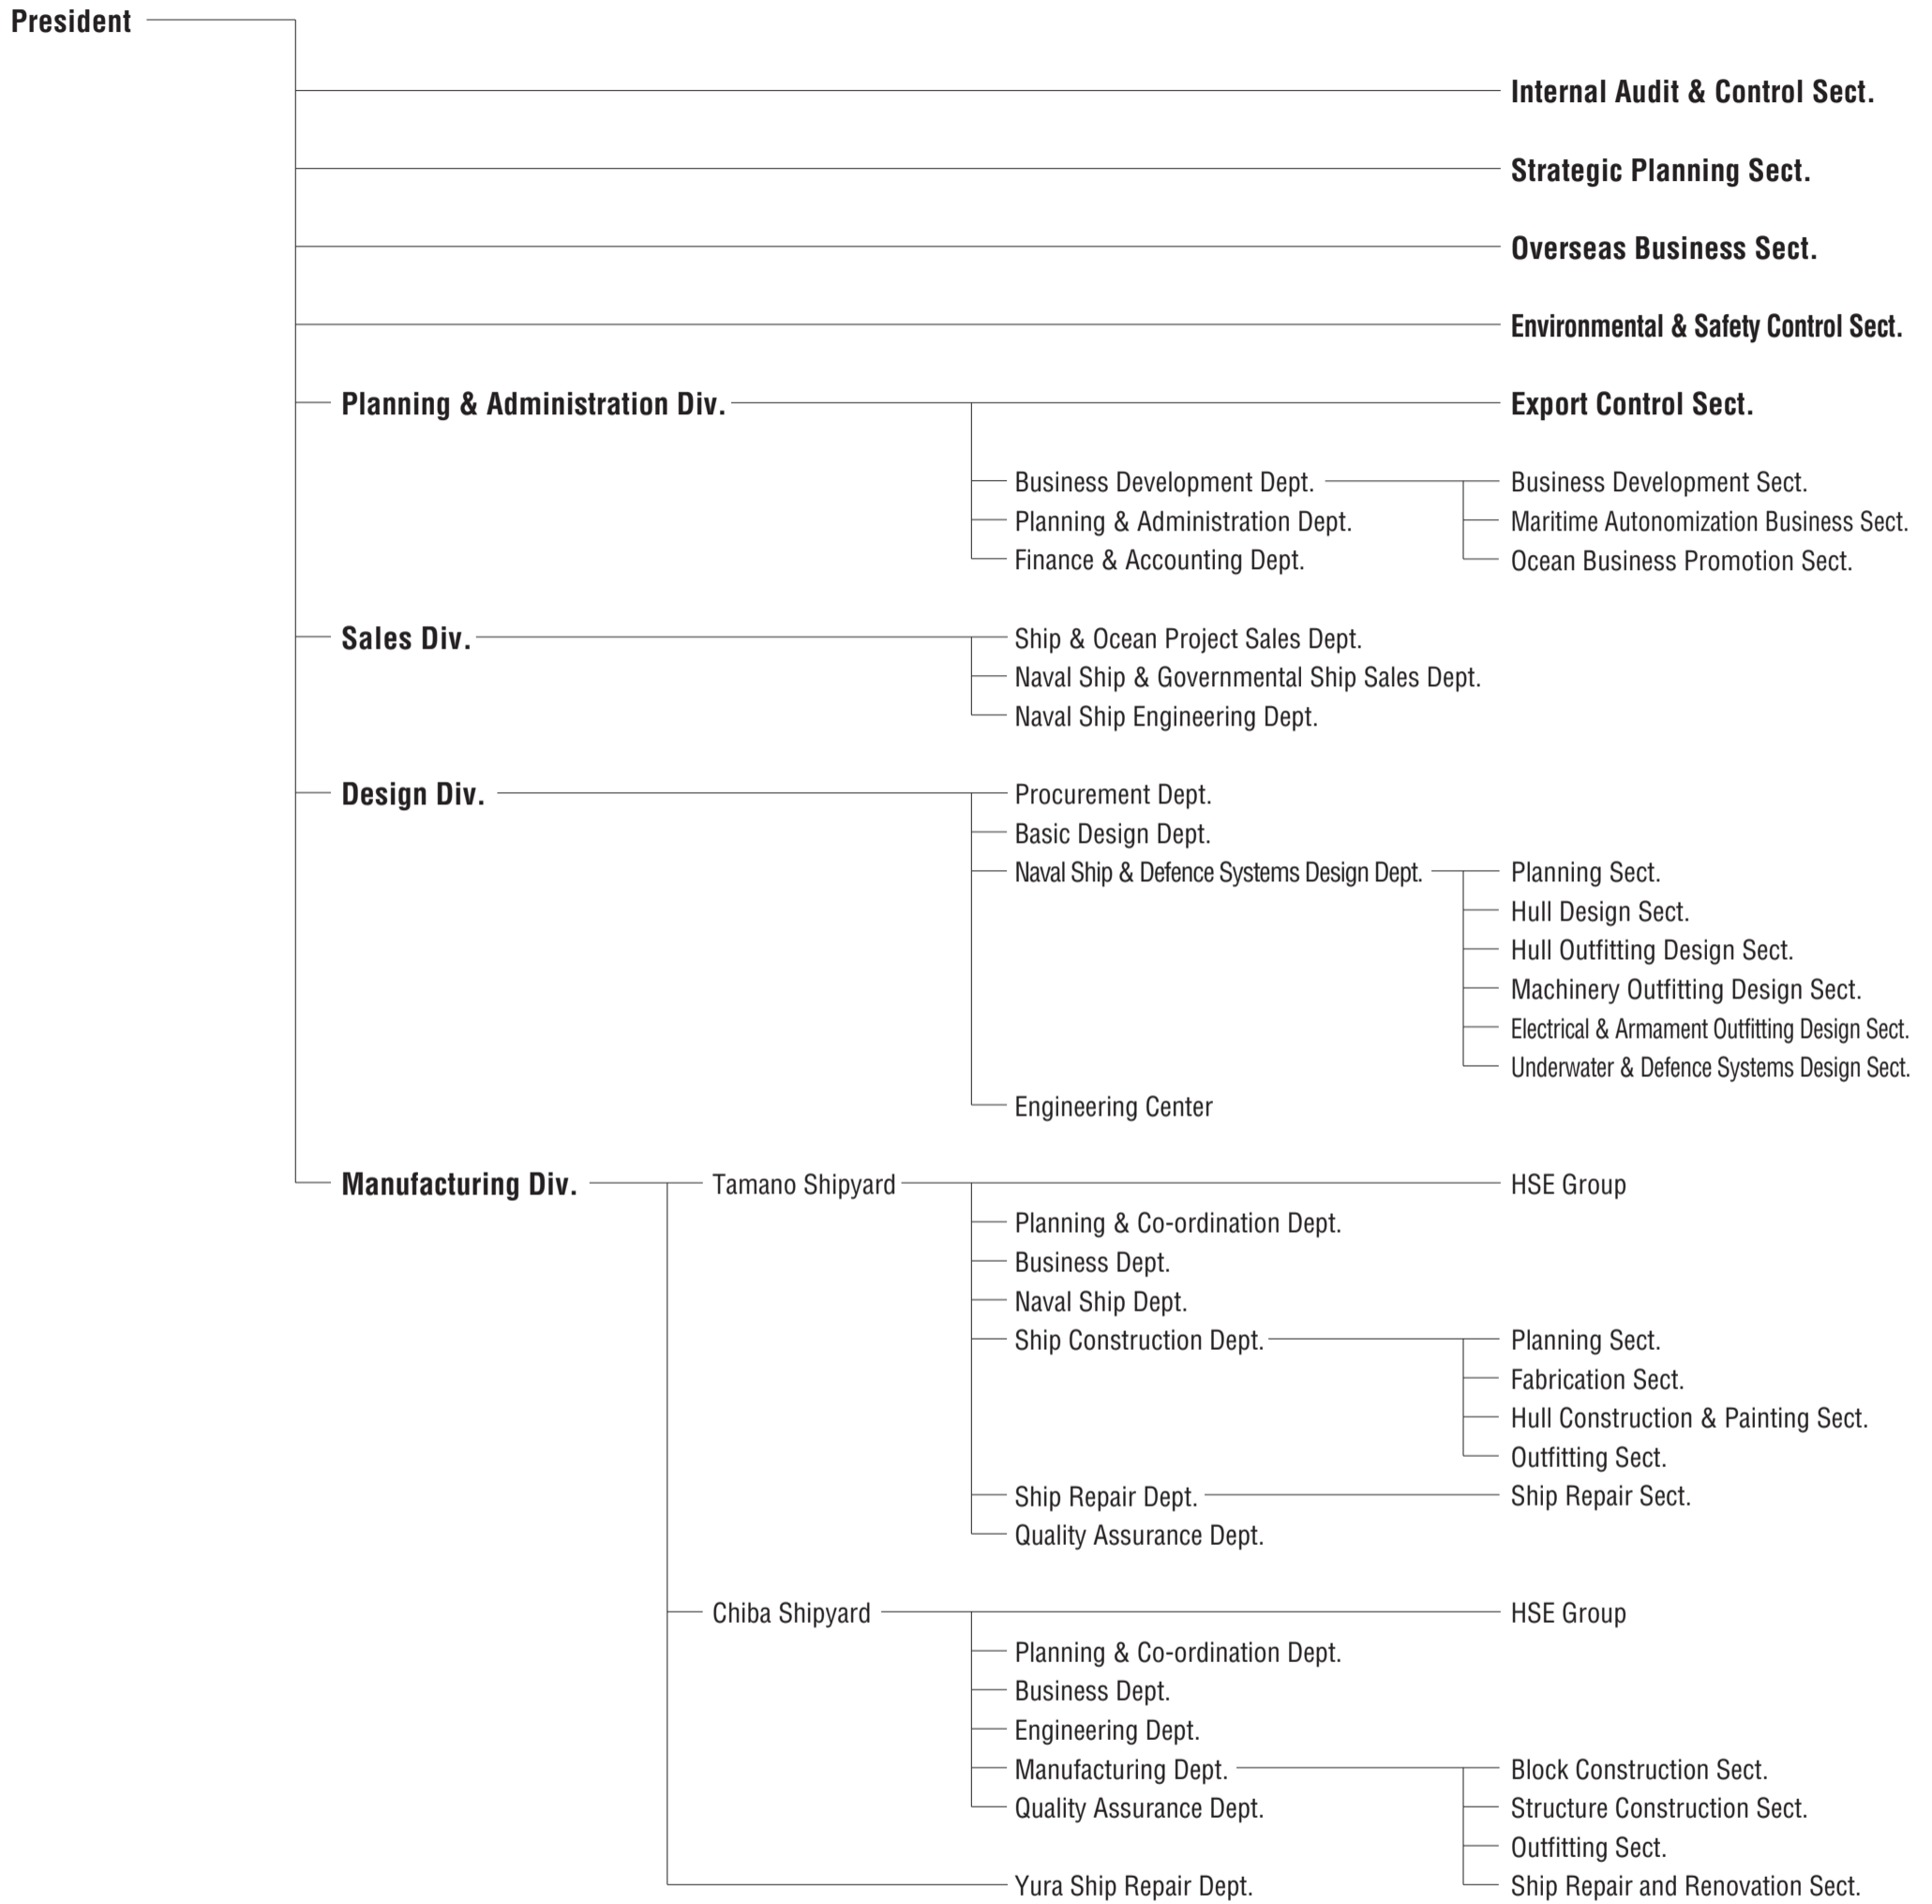 President
Internal Audit & Control Sect.
Strategic Planning Sect.
Overseas Business Sect.
Environmental & Safety Control Sect.
Planning & Administration Div.
Export Control Sect.
Business Development Dept.
Business Development Sect.
Planning & Administration Dept.
Maritime Autonomization Business Sect.
Finance & Accounting Dept.
Ocean Business Promotion Sect.
Sales Div.
Ship & Ocean Project Sales Dept.
Naval Ship & Governmental Ship Sales Dept.
Naval Ship Engineering Dept.
Design Div.
Procurement Dept.
Basic Design Dept.
Naval Ship & Defence Systems Design Dept.
Planning Sect.
Hull Design Sect.
Hull Outfitting Design Sect.
Machinery Outfitting Design Sect.
Electrical & Armament Outfitting Design Sect.
Underwater & Defence Systems Design Sect.
Engineering Center
Manufacturing Div.
Tamano Shipyard
HSE Group
Planning & Co-ordination Dept.
Business Dept.
Naval Ship Dept.
Ship Construction Dept.
Planning Sect.
Fabrication Sect.
Hull Construction & Painting Sect.
Outfitting Sect.
Ship Repair Dept.
Ship Repair Sect.
Quality Assurance Dept.
Chiba Shipyard
HSE Group
Planning & Co-ordination Dept.
Business Dept.
Engineering Dept.
Manufacturing Dept.
Block Construction Sect.
Quality Assurance Dept.
Structure Construction Sect.
Outfitting Sect.
Yura Ship Repair Dept.
Ship Repair and Renovation Sect.